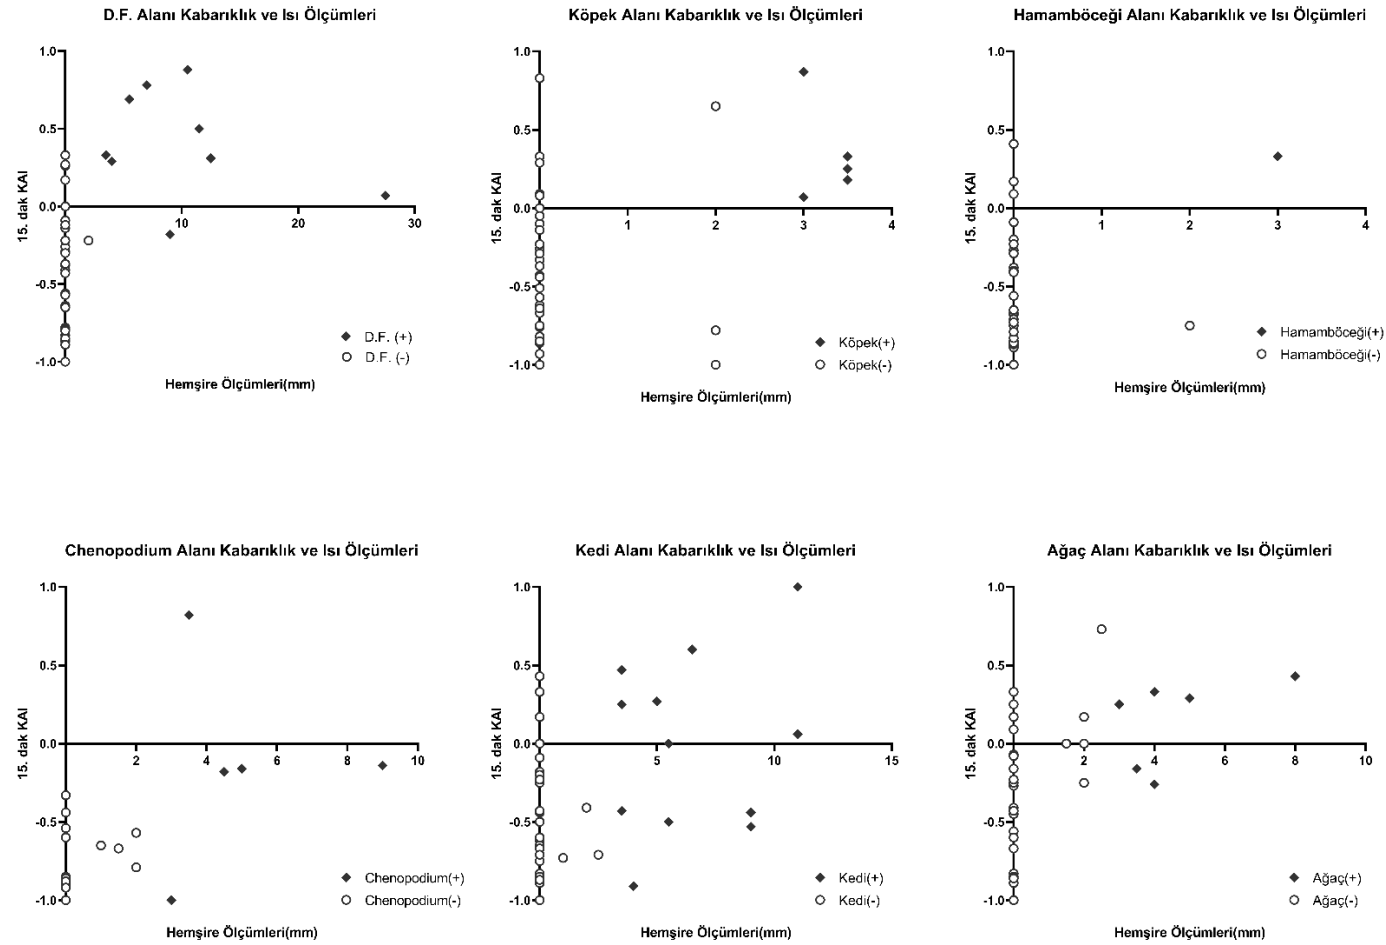 D.F. Alanı Kabarıklık ve Isı Ölçümleri
1.0
0.5
0.0
-0.5
-1.0
15. dak KAI
10
20
30
D.F. (+)
D.F. (-)
Hemşire Ölçümleri(mm)
Köpek Alanı Kabarıklık ve Isı Ölçümleri
1.0
0.5
0.0
-0.5
-1.0
15. dak KAI
1
2
3
4
Köpek(+)
Köpek(-)
Hemşire Ölçümleri(mm)
Hamamböceği Alanı Kabarıklık ve Isı Ölçümleri
1.0
0.5
0.0
-0.5
-1.0
15. dak KAI
1
2
3
4
Hamamböceği(+)
Hamamböceği(-)
Hemşire Ölçümleri(mm)
Chenopodium Alanı Kabarıklık ve Isı Ölçümleri
1.0
0.5
0.0
-0.5
-1.0
15. dak KAI
2
4
6
8
10
Chenopodium(+)
Chenopodium(-)
Hemşire Ölçümleri(mm)
Kedi Alanı Kabarıklık ve Isı Ölçümleri
1.0
0.5
0.0
-0.5
-1.0
15. dak KAI
5
10
15
Kedi(+)
Kedi(-)
Hemşire Ölçümleri(mm)
Ağaç Alanı Kabarıklık ve Isı Ölçümleri
1.0
0.5
0.0
-0.5
-1.0
15. dak KAI
2
4
6
8
10
Ağaç(+)
Ağaç(-)
Hemşire Ölçümleri(mm)